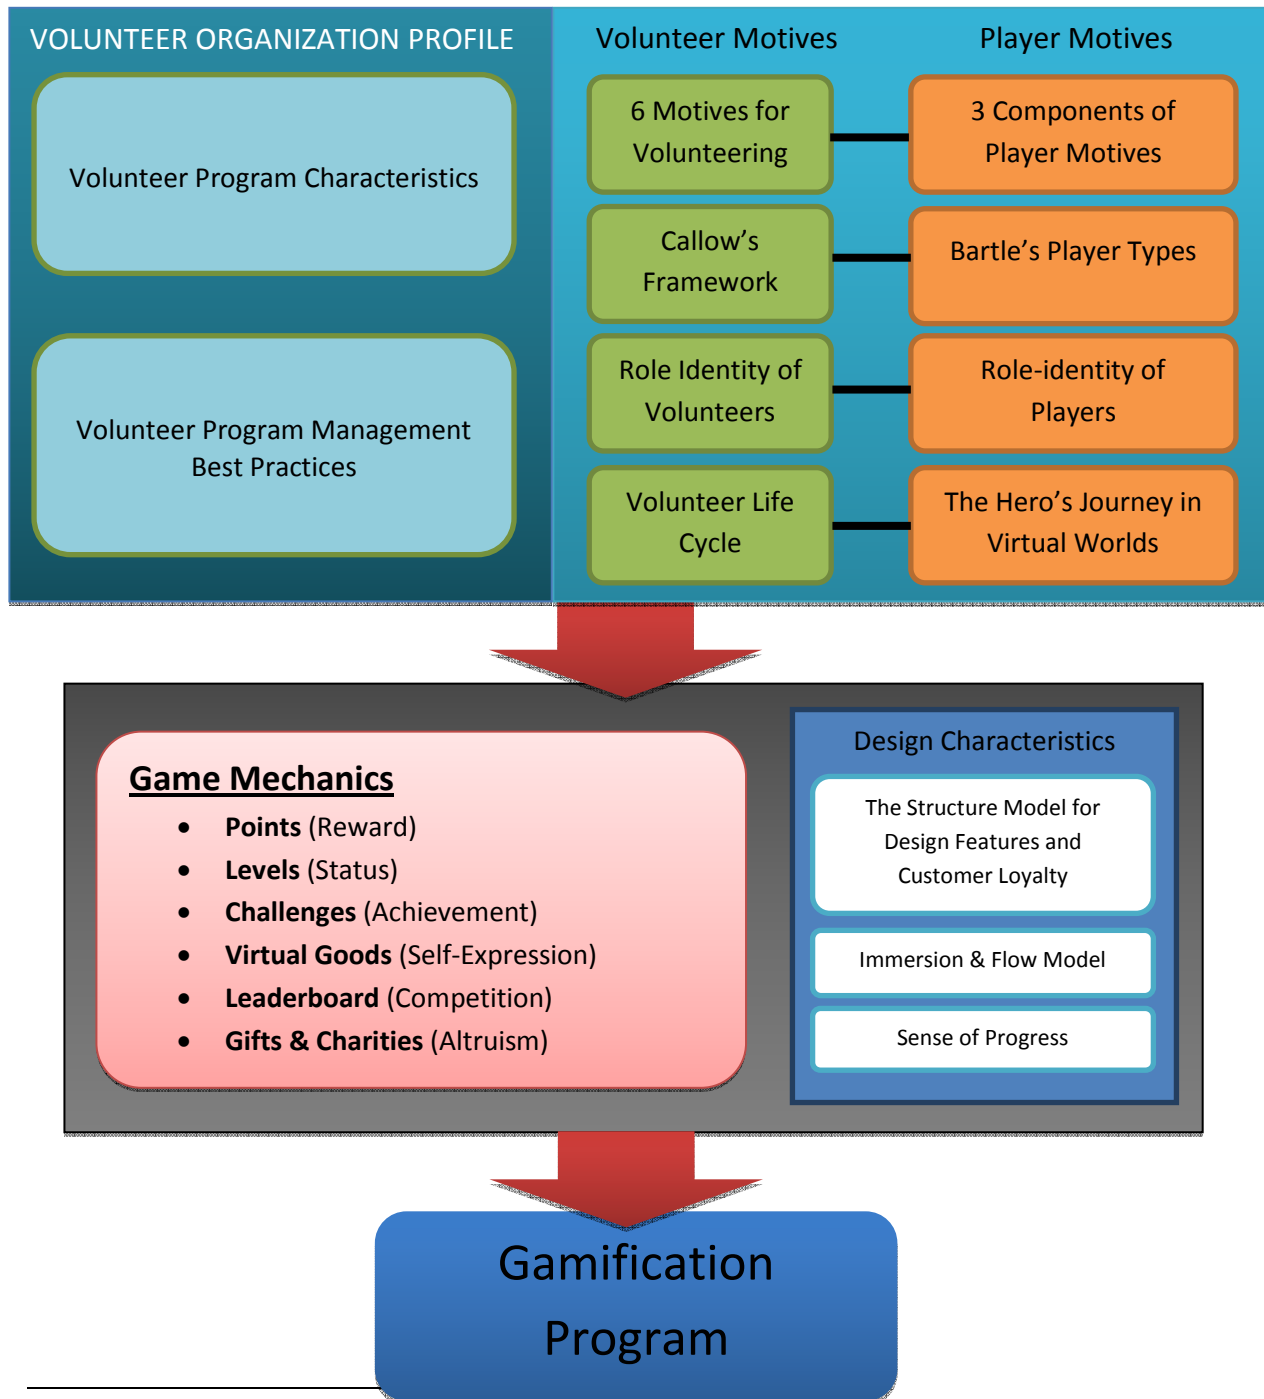 VOLUNTEER ORGANIZATION PROFILE
Volunteer Program Characteristics
Volunteer Program Management
Best Practices
Volunteer Motives
Player Motives
6 Motives for
Volunteering
3 Components of
Player Motives
Callow’s
Framework
Bartle’s Player Types
Role Identity of
Volunteers
Role-identity of
Players
Volunteer Life
Cycle
The Hero’s Journey in
Virtual Worlds
Game Mechanics
• Points (Reward)
• Levels (Status)
• Challenges (Achievement)
• Virtual Goods (Self-Expression)
• Leaderboard (Competition)
• Gifts & Charities (Altruism)
Design Characteristics
The Structure Model for
Design Features and
Customer Loyalty
Immersion & Flow Model
Sense of Progress
Gamification
Program